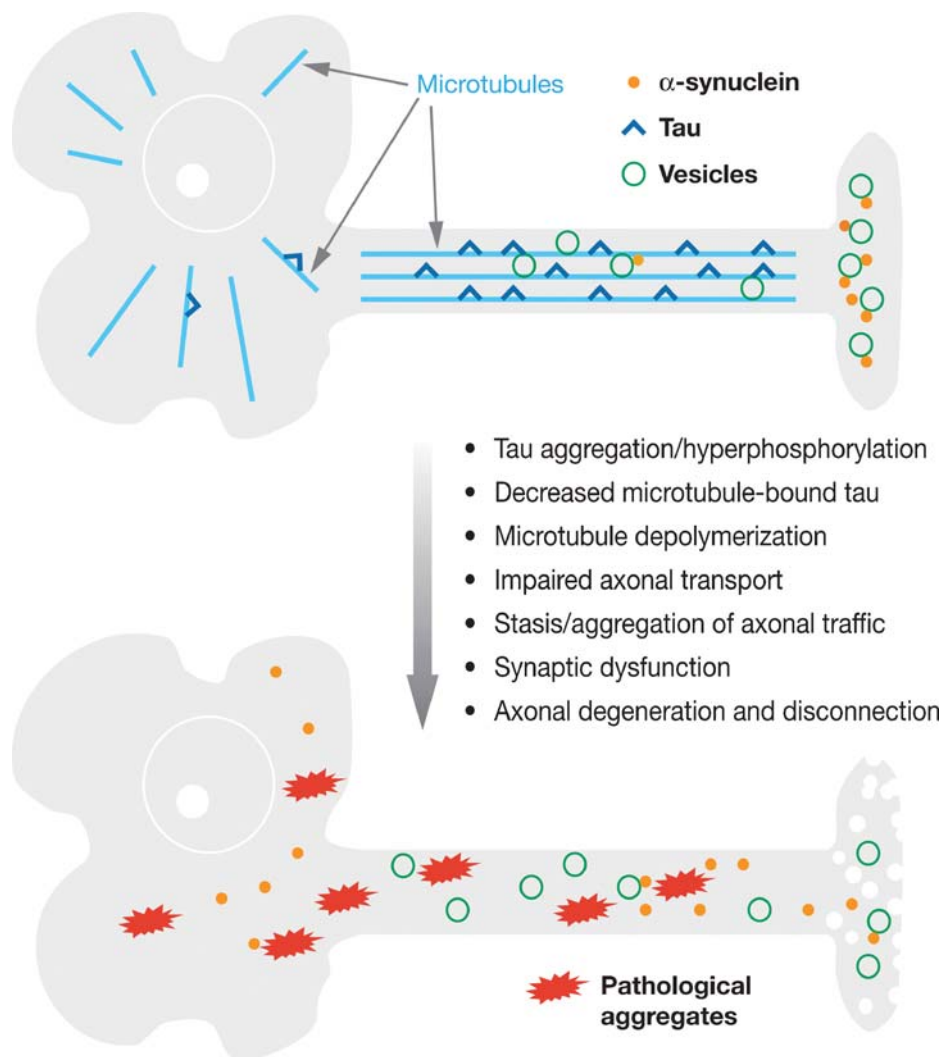 Microtubules
α-synuclein
Tau
Vesicles
• Tau aggregation/hyperphosphorylation
• Decreased microtubule-bound tau
• Microtubule depolymerization
• Impaired axonal transport
• Stasis/aggregation of axonal traffic
• Synaptic dysfunction
• Axonal degeneration and disconnection
Pathological
aggregates